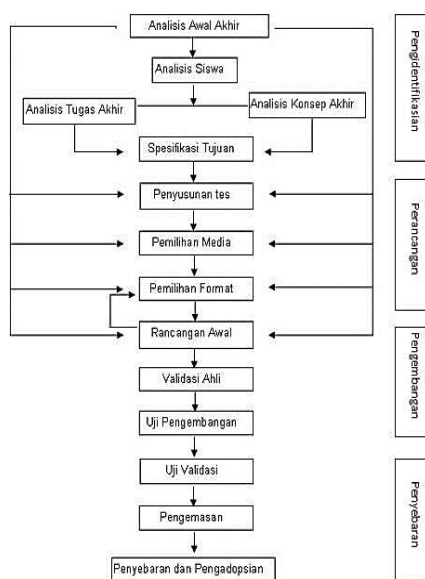 Analisis Awal Akhir
Analisis Siswa
Analisis Tugas Akhir
Analisis Konsep Akhir
Spesifikasi Tujuan
Penyusunan tes
Pemilihan Media
Pemilihan Format
Rancangan Awal
Validasi Ahli
Uji Pengembangan
Uji Validasi
Pengemasan
Penyebaran dan Pengadopsian
Pengidentifikasian
Perancangan
Pengembangan
Penyebaran